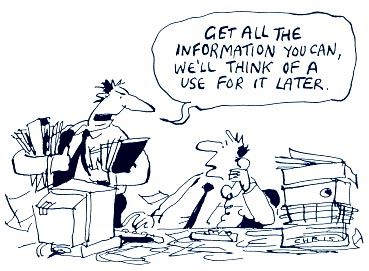 GET ALL THE
INFORMATION YOU CAN,
WE'LL THINK OF A
USE FOR IT LATER.
CHRIS